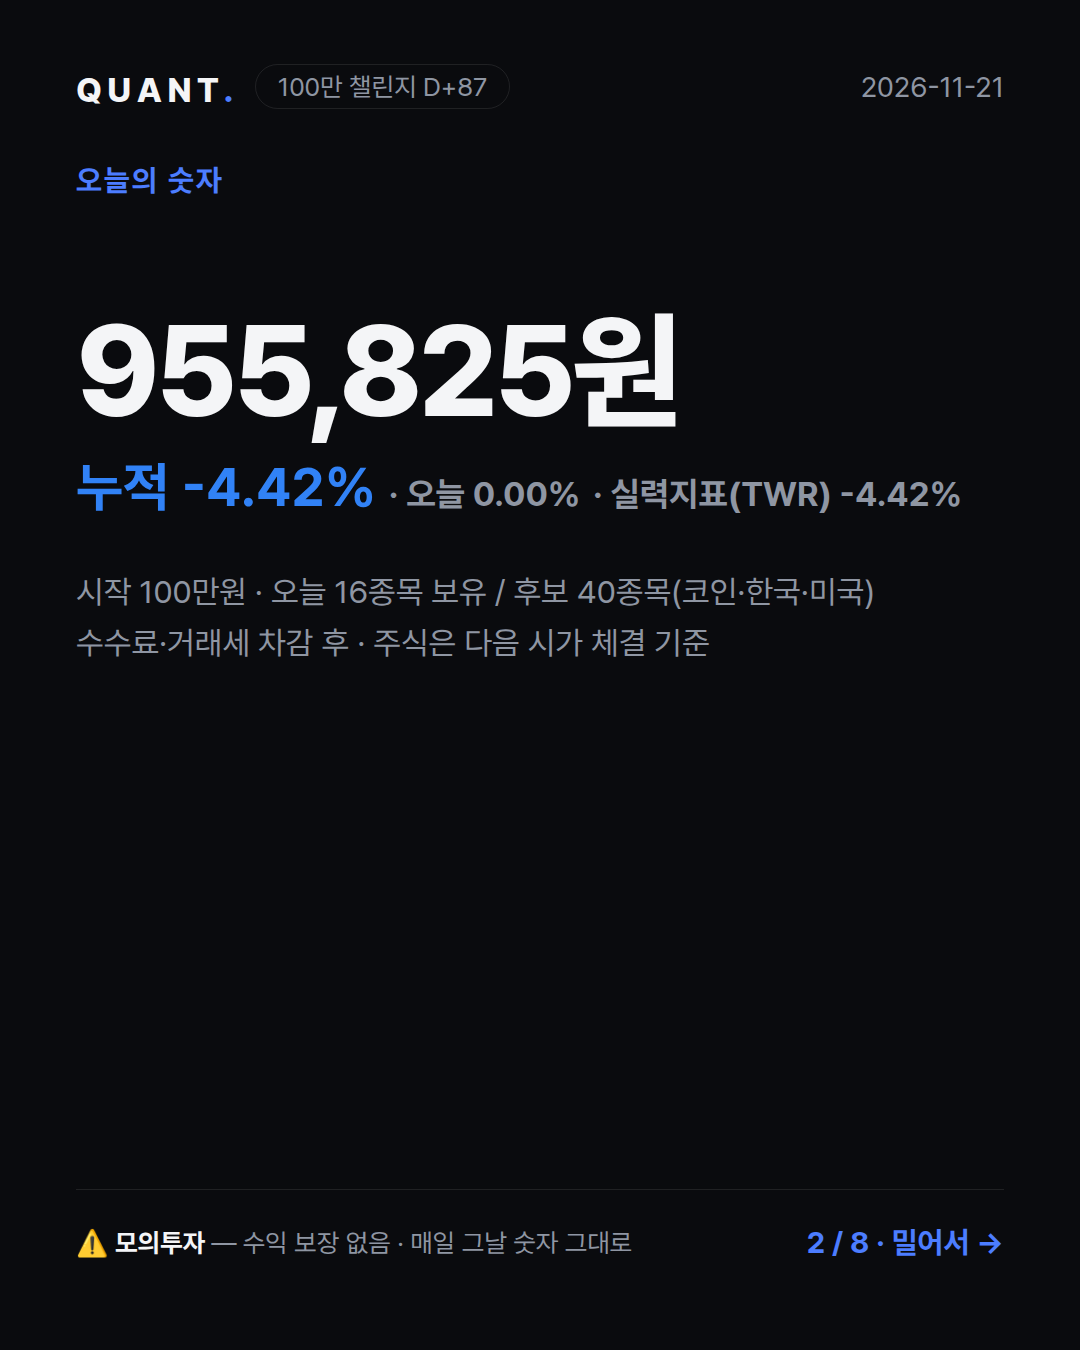 QUANT. 100만 챌린지 D+87 2026-11-21
오늘의 숫자
955,825원
누적 -4.42% · 오늘 0.00% · 실력지표(TWR) -4.42%
시작 100만원 · 오늘 16종목 보유 / 후보 40종목(코인·한국·미국)
수수료·거래세 차감 후 · 주식은 다음 시가 체결 기준
⚠️ 모의투자 — 수익 보장 없음 · 매일 그날 숫자 그대로 2 / 8 · 밀어서 →